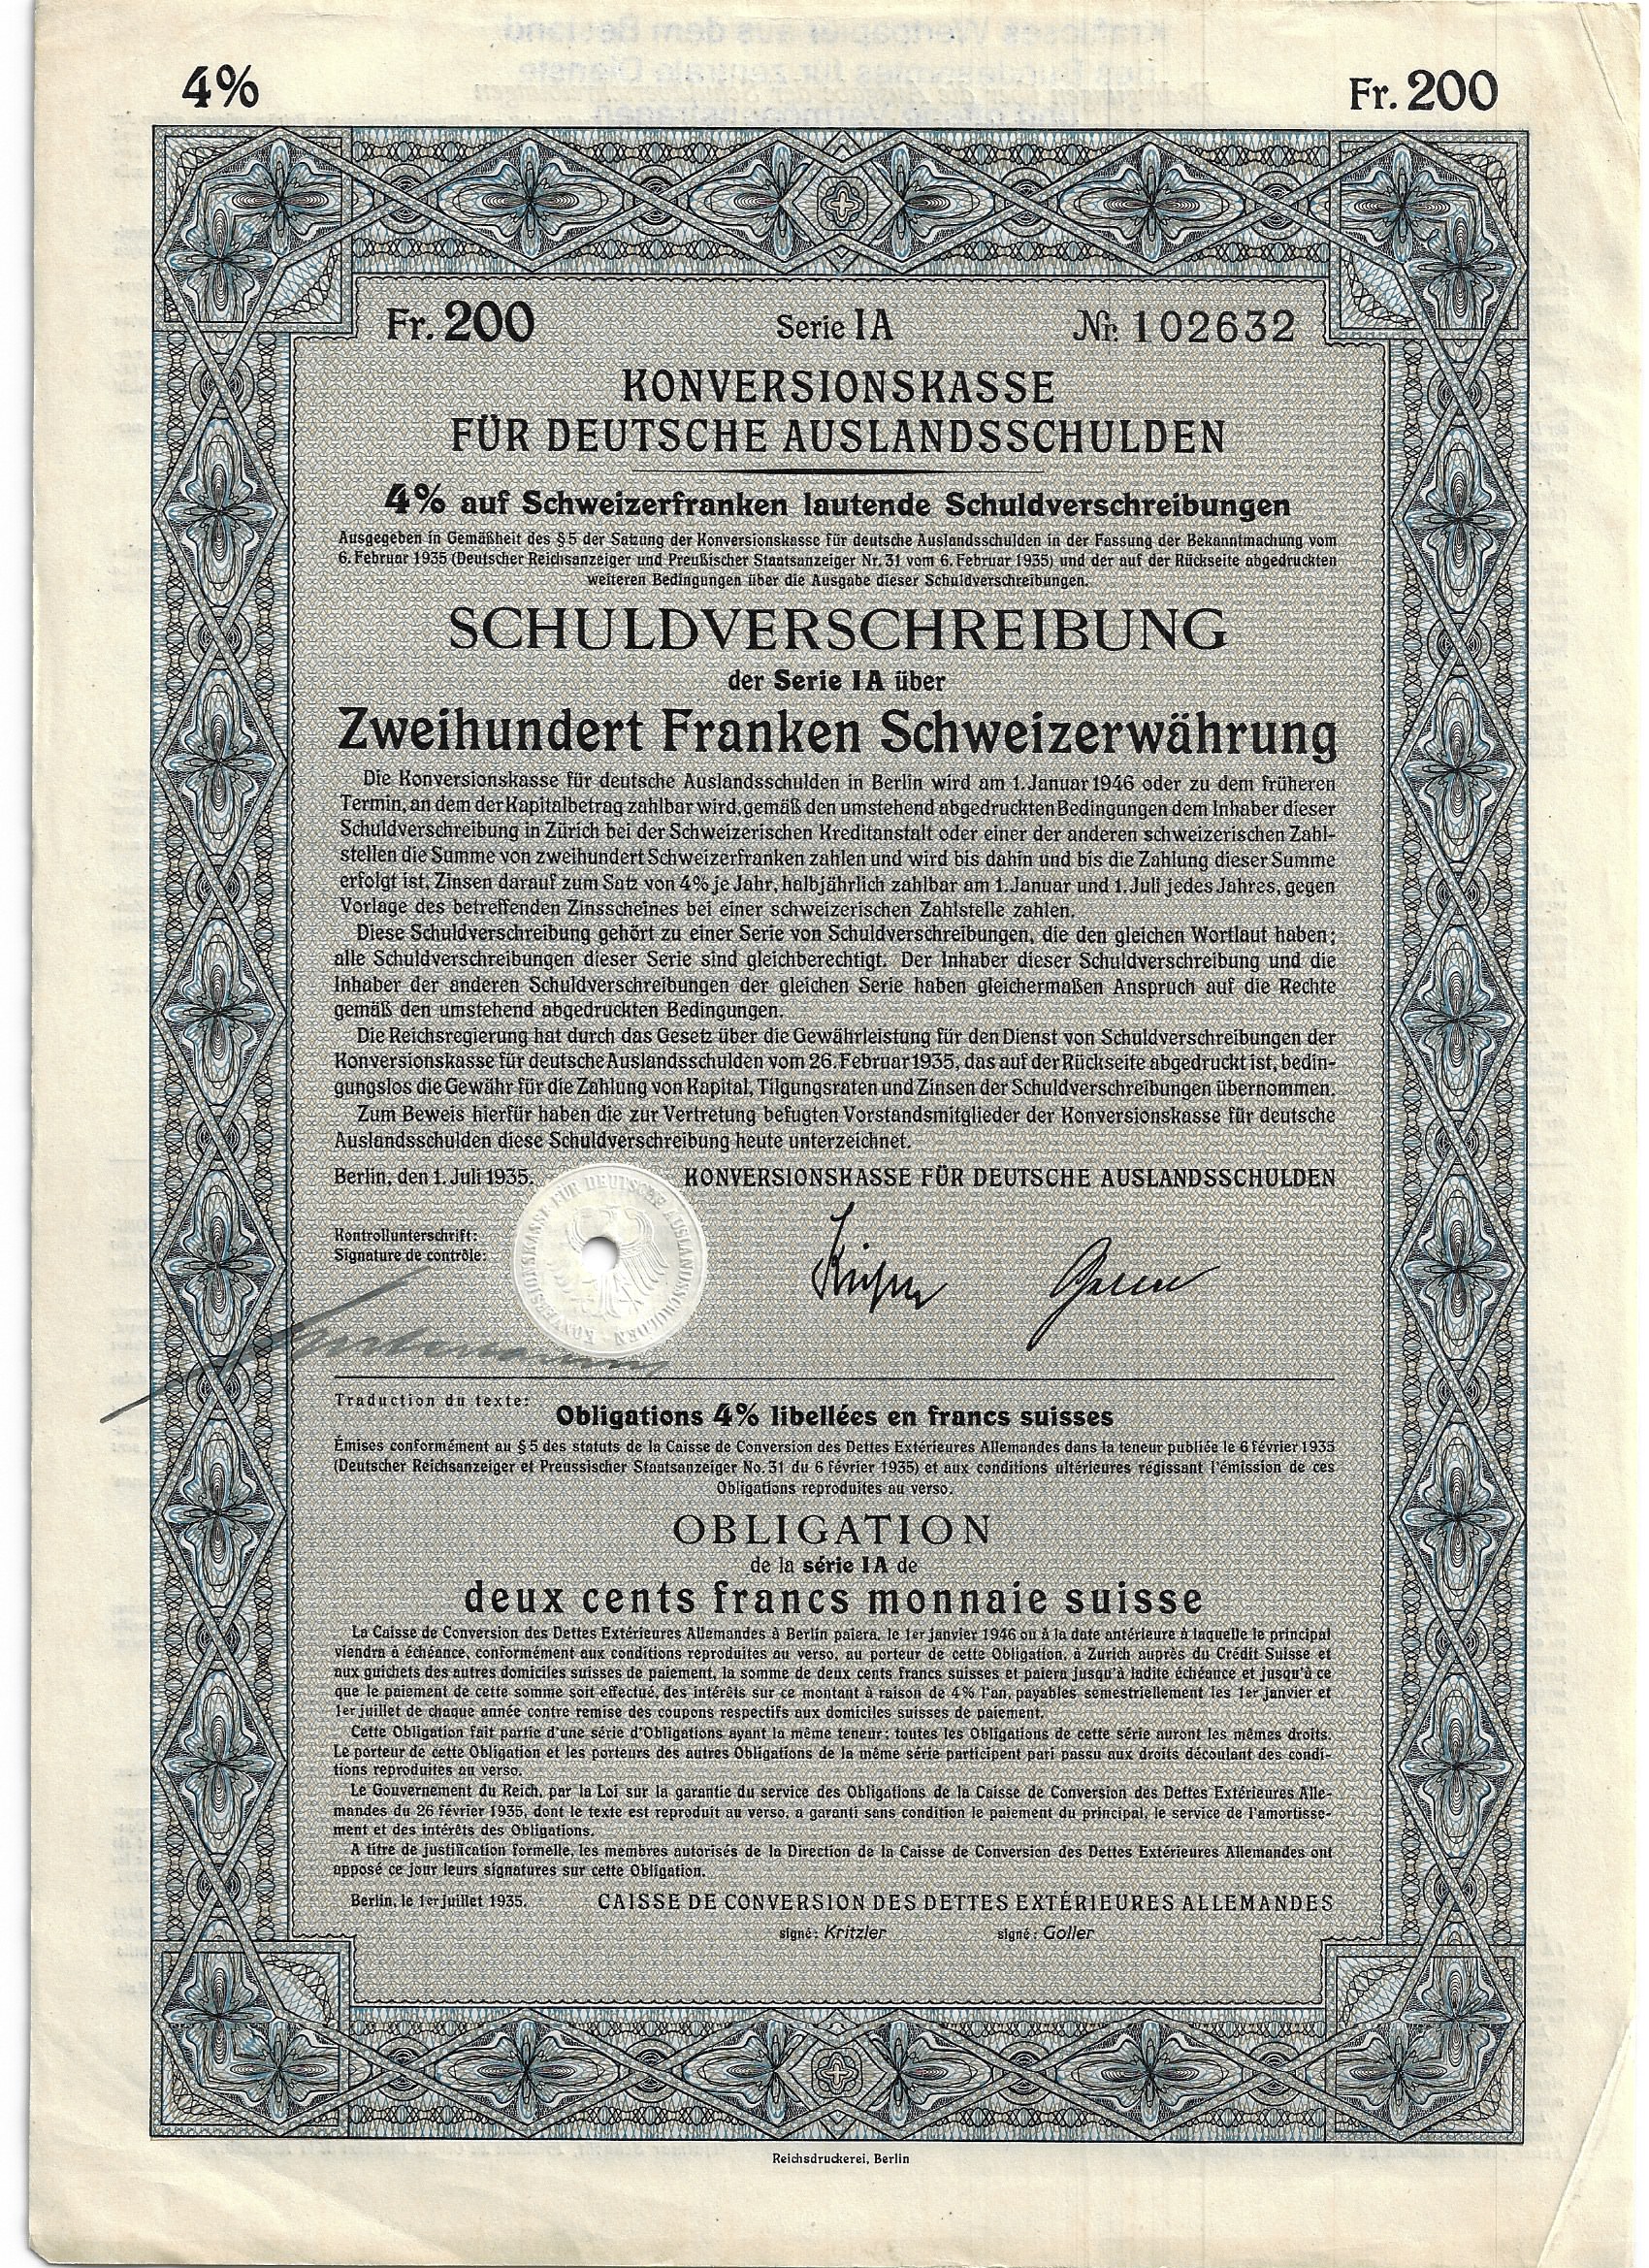 Kraftloses Wertpapier aus dem Bestand
des Bundesamtes für zentrale Dienste
und offene Vermögensfragen
4%
Fr. 200
Fr. 200
Serie IA
Nr. 102632
KONVERSIONSKASSE
FÜR DEUTSCHE AUSLANDSSCHULDEN
4% auf Schweizerfranken lautende Schuldverschreibungen
Ausgegeben in Gemäßheit des § 5 der Satzung der Konversionskasse für deutsche Auslandsschulden in der Fassung der Bekanntmachung vom
6. Februar 1935 (Deutscher Reichsanzeiger und Preußischer Staatsanzeiger Nr. 31 vom 6. Februar 1935) und der auf der Rückseite abgedruckten
weiteren Bedingungen über die Ausgabe dieser Schuldverschreibungen.
SCHULDVERSCHREIBUNG
der Serie IA über
Zweihundert Franken Schweizerwährung
Die Konversionskasse für deutsche Auslandsschulden in Berlin wird am 1. Januar 1946 oder zu dem früheren
Termin, an dem der Kapitalbetrag zahlbar wird, gemäß den umstehend abgedruckten Bedingungen dem Inhaber dieser
Schuldverschreibung in Zürich bei der Schweizerischen Kreditanstalt oder einer der anderen schweizerischen Zahl-
stellen die Summe von zweihundert Schweizerfranken zahlen und wird bis dahin und bis die Zahlung dieser Summe
erfolgt ist, Zinsen darauf zum Satz von 4% je Jahr, halbjährlich zahlbar am 1. Januar und 1. Juli jedes Jahres, gegen
Vorlage des betreffenden Zinsscheines bei einer schweizerischen Zahlstelle zahlen.
Diese Schuldverschreibung gehört zu einer Serie von Schuldverschreibungen, die den gleichen Wortlaut haben;
alle Schuldverschreibungen dieser Serie sind gleichberechtigt. Der Inhaber dieser Schuldverschreibung und die
Inhaber der anderen Schuldverschreibungen der gleichen Serie haben gleichermaßen Anspruch auf die Rechte
gemäß den umstehend abgedruckten Bedingungen.
Die Reichsregierung hat durch das Gesetz über die Gewährleistung für den Dienst von Schuldverschreibungen der
Konversionskasse für deutsche Auslandsschulden vom 26. Februar 1935, das auf der Rückseite abgedruckt ist, bedin-
gungslos die Gewähr für die Zahlung von Kapital, Tilgungsraten und Zinsen der Schuldverschreibungen übernommen.
Zum Beweis hierfür haben die zur Vertretung befugten Vorstandsmitglieder der Konversionskasse für deutsche
Auslandsschulden diese Schuldverschreibung heute unterzeichnet.
Berlin, den 1. Juli 1935.
KONVERSIONSKASSE FÜR DEUTSCHE AUSLANDSSCHULDEN
KONVERSIONSKASSE FÜR DEUTSCHE AUSLANDSSCHULDEN
Kontrollunterschrift:
Signature de contrôle:
Traduction du texte:
Obligations 4% libellées en francs suisses
Émises conformément au § 5 des statuts de la Caisse de Conversion des Dettes Extérieures Allemandes dans la teneur publiée le 6 février 1935
(Deutscher Reichsanzeiger et Preussischer Staatsanzeiger No. 31 du 6 février 1935) et aux conditions ultérieures régissant l'émission de ces
Obligations reproduites au verso.
OBLIGATION
de la série IA de
deux cents francs monnaie suisse
La Caisse de Conversion des Dettes Extérieures Allemandes à Berlin paiera, le 1er janvier 1946 ou à la date antérieure à laquelle le principal
viendra à échéance, conformément aux conditions reproduites au verso, au porteur de cette Obligation, à Zurich auprès du Crédit Suisse et
aux guichets des autres domiciles suisses de paiement, la somme de deux cents francs suisses et paiera jusqu'à ladite échéance et jusqu'à ce
que le paiement de cette somme soit effectué, des intérêts sur ce montant à raison de 4% l'an, payables semestriellement les 1er janvier et
1er juillet de chaque année contre remise des coupons respectifs aux domiciles suisses de paiement.
Cette Obligation fait partie d'une série d'Obligations ayant la même teneur; toutes les Obligations de cette série auront les mêmes droits.
Le porteur de cette Obligation et les porteurs des autres Obligations de la même série participent pari passu aux droits découlant des condi-
tions reproduites au verso.
Le Gouvernement du Reich, par la Loi sur la garantie du service des Obligations de la Caisse de Conversion des Dettes Extérieures Alle-
mandes du 26 février 1935, dont le texte est reproduit au verso, a garanti sans condition le paiement du principal, le service de l'amortisse-
ment et des intérêts des Obligations.
A titre de justification formelle, les membres autorisés de la Direction de la Caisse de Conversion des Dettes Extérieures Allemandes ont
apposé ce jour leurs signatures sur cette Obligation.
Berlin, le 1er juillet 1935.
CAISSE DE CONVERSION DES DETTES EXTÉRIEURES ALLEMANDES
signé: Kritzler
signé: Goller
Reichsdruckerei, Berlin